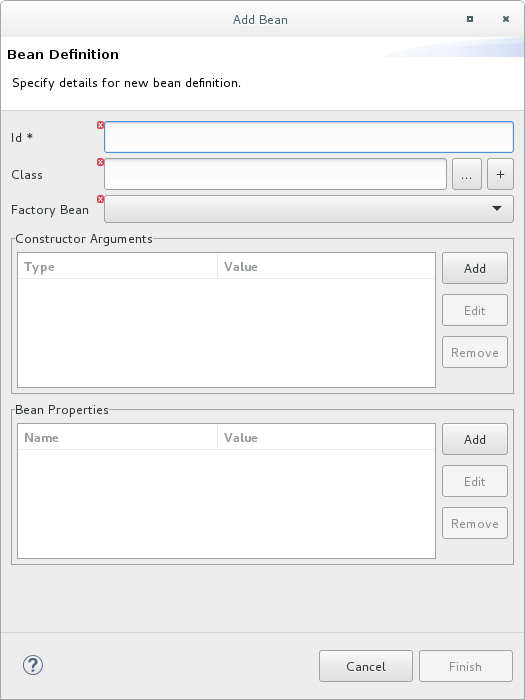 Add Bean
Bean Definition
Specify details for new bean definition.
Id *
Class
...
+
Factory Bean
Constructor Arguments
Type Value
Add
Edit
Remove
Bean Properties
Name Value
Add
Edit
Remove
?
Cancel Finish